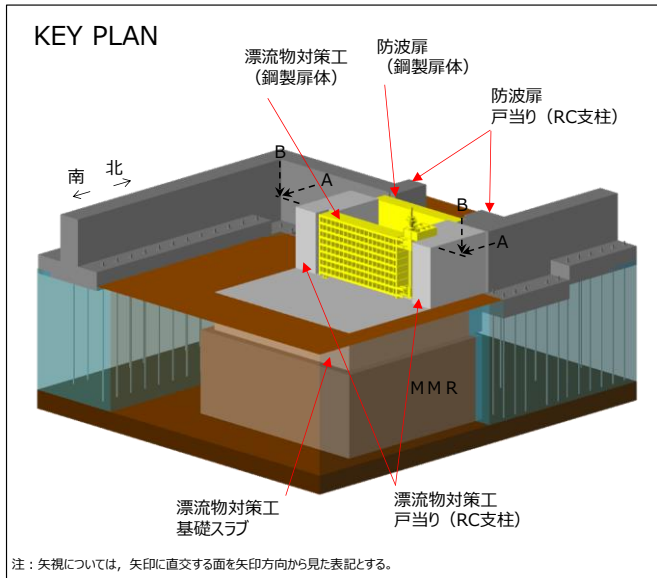 KEY PLAN
漂流物対策工
(鋼製扉体)
防波扉
(鋼製扉体)
防波扉
戸当り(RC支柱)
南
北
B
A
B
A
MMR
漂流物対策工
基礎スラブ
漂流物対策工
戸当り(RC支柱)
注:矢視については,矢印に直交する面を矢印方向から見た表記とする。